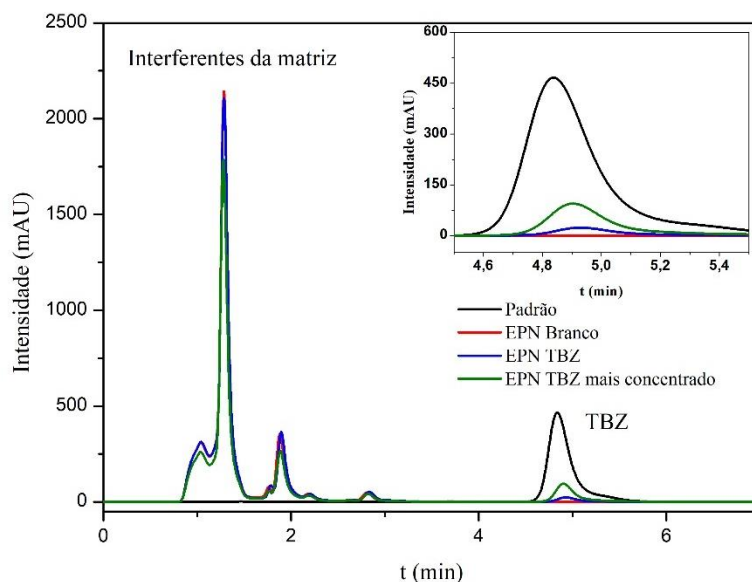 2500
2000
1500
1000
500
0
Intensidade (mAU)
0
2
4
6
t (min)
Interferentes da matriz
600
450
300
150
0
Intensidade (mAU)
4,6
4,8
5,0
5,2
5,4
t (min)
Padrão
EPN Branco
EPN TBZ
EPN TBZ mais concentrado
TBZ